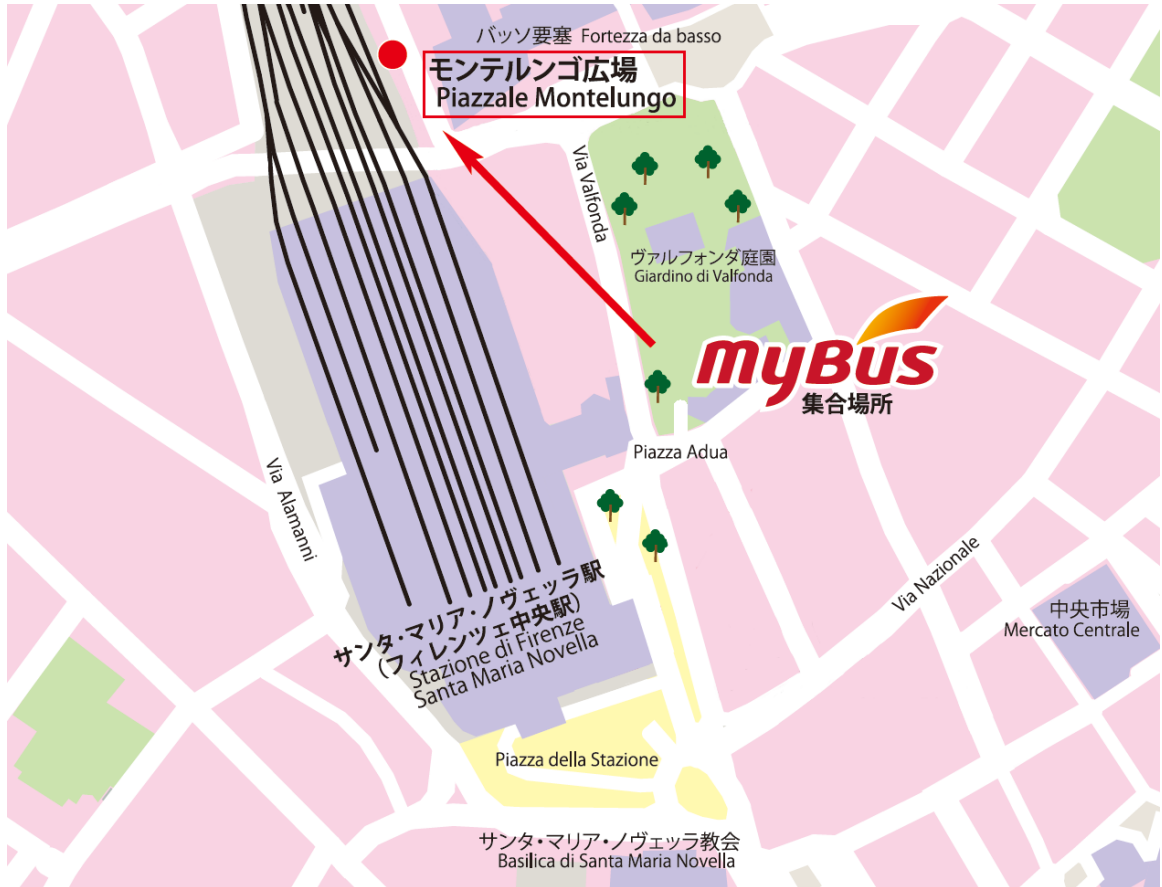 バッソ要塞 Fortezza da basso
モンテルンゴ広場
Piazzale Montelungo
Via Valfonda
ヴァルフォンダ庭園
Giardino di Valfonda
MyBus
集合場所
Piazza Adua
Via Alamanni
Via Nazionale
中央市場
Mercato Centrale
サンタ・マリア・ノヴェッラ駅
(フィレンツェ中央駅)
Stazione di Firenze
Santa Maria Novella
Piazza della Stazione
サンタ・マリア・ノヴェッラ教会
Basilica di Santa Maria Novella